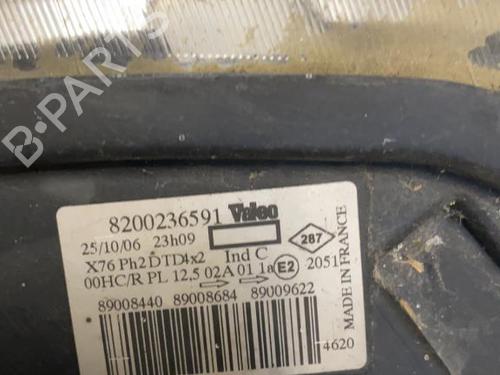 B-PARTS
8200236591 Valeo
25/10/06 23h09
287
X76 Ph2 DTD4x2 Ind C
00HC/R PL 12.5 02A 01 1a E2 2051
89008440 89008684 89009622
4620
MADE IN FRANCE